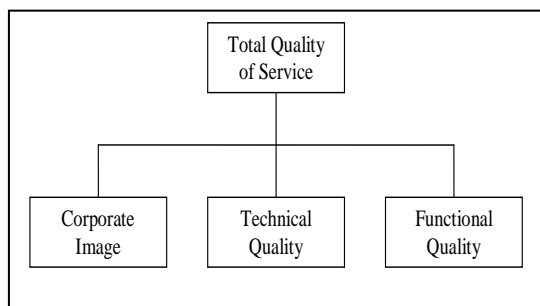 Total Quality
of Service
Corporate
Image
Technical
Quality
Functional
Quality